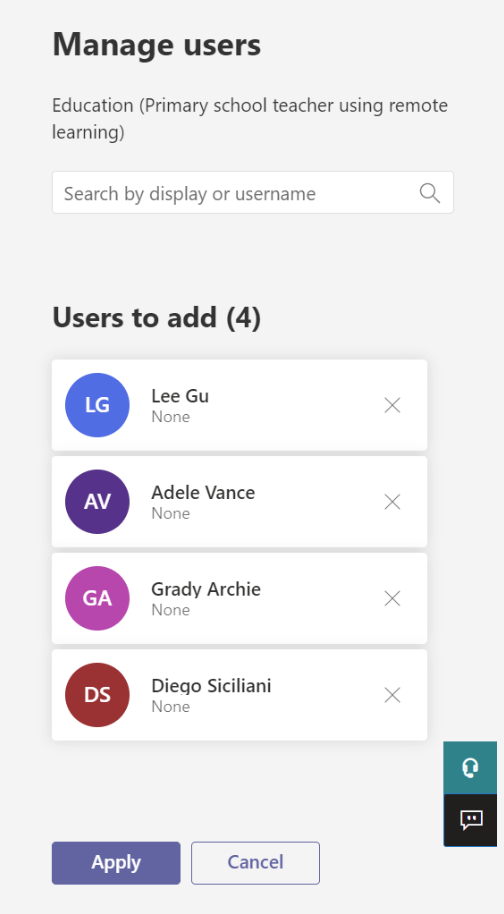 Manage users
Education (Primary school teacher using remote
learning)
Search by display or username
Users to add (4)
LG
Lee Gu
None
AV
Adele Vance
None
GA
Grady Archie
None
DS
Diego Siciliani
None
Apply
Cancel